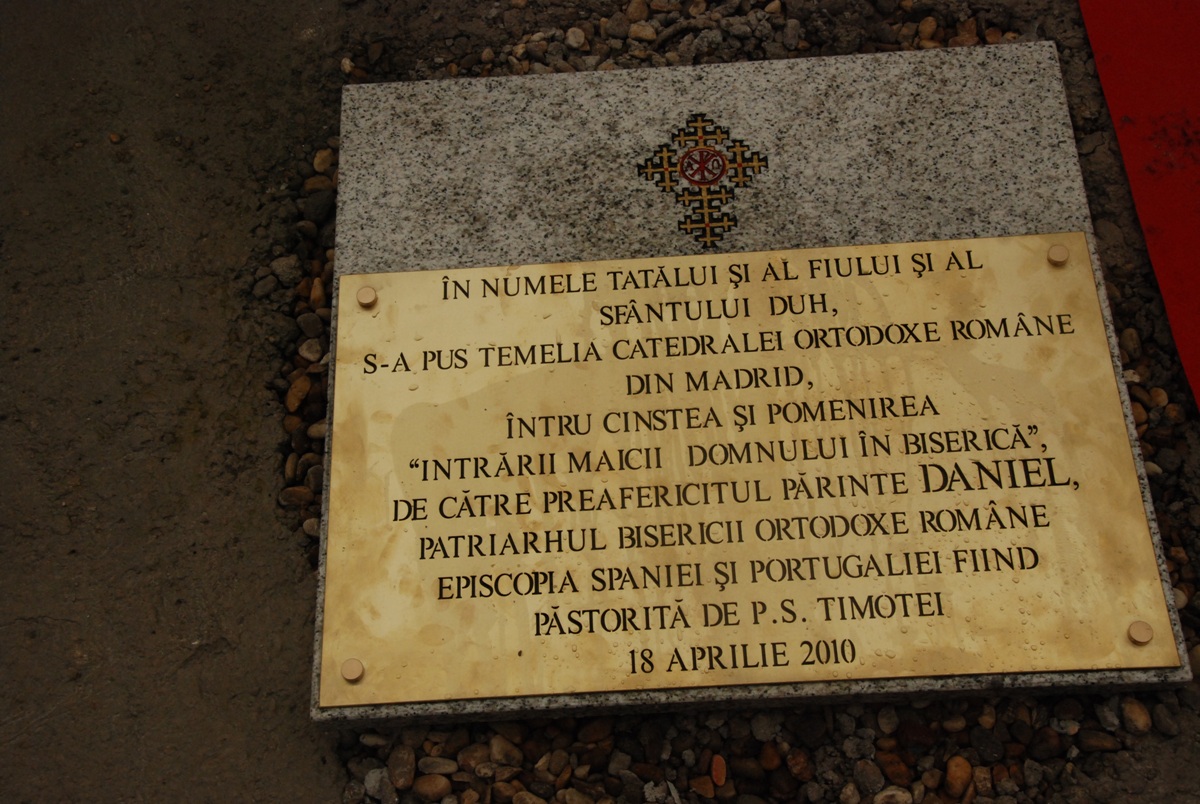 ÎN NUMELE TATĂLUI ŞI AL FIULUI ŞI AL
SFÂNTULUI DUH,
S-A PUS TEMELIA CATEDRALEI ORTODOXE ROMÂNE
DIN MADRID,
ÎNTRU CINSTEA ŞI POMENIREA
“INTRĂRII MAICII DOMNULUI ÎN BISERICĂ”,
DE CĂTRE PREAFERICITUL PĂRINTE DANIEL,
PATRIARHUL BISERICII ORTODOXE ROMÂNE
EPISCOPIA SPANIEI ŞI PORTUGALIEI FIIND
PĂSTORITĂ DE P.S. TIMOTEI
18 APRILIE 2010